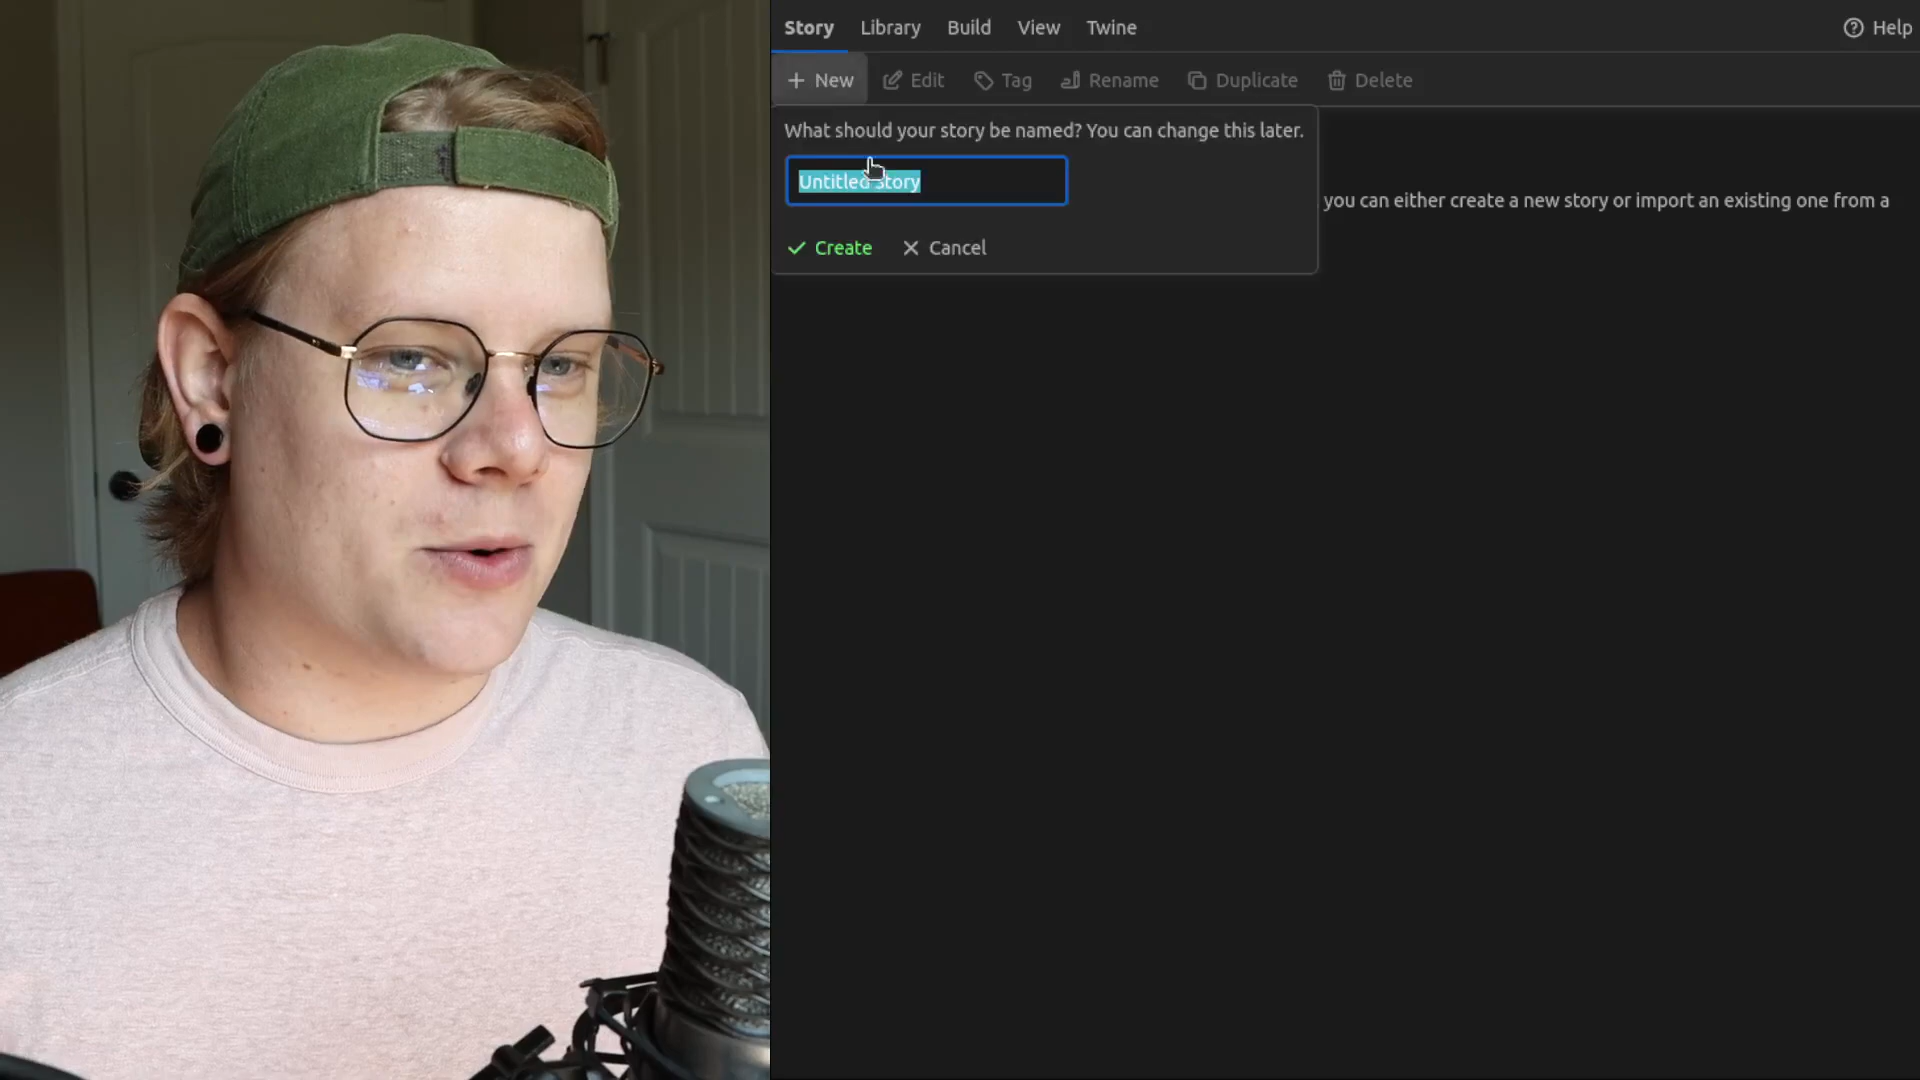 Story Library Build View Twine Help
New Edit Tag Rename Duplicate Delete
What should your story be named? You can change this later.
Untitled Story
you can either create a new story or import an existing one from a
Create Cancel